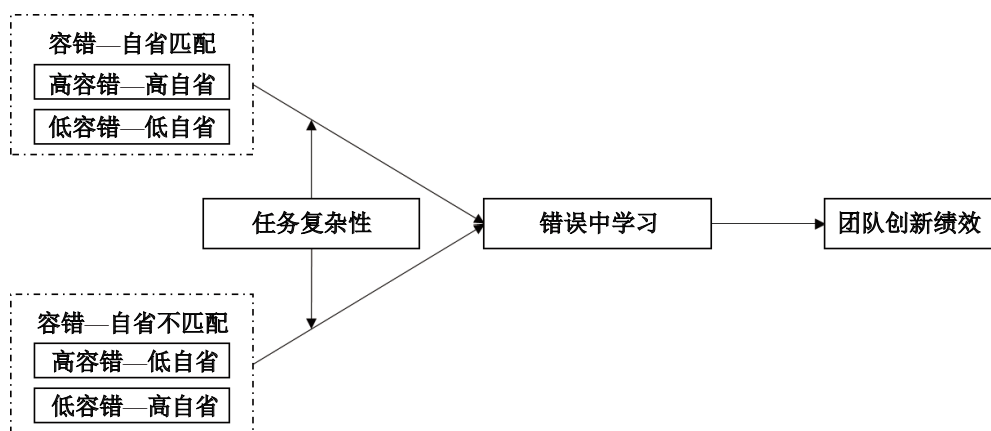 容错—自省匹配
高容错—高自省
低容错—低自省
任务复杂性
错误中学习
团队创新绩效
容错—自省不匹配
高容错—低自省
低容错—高自省